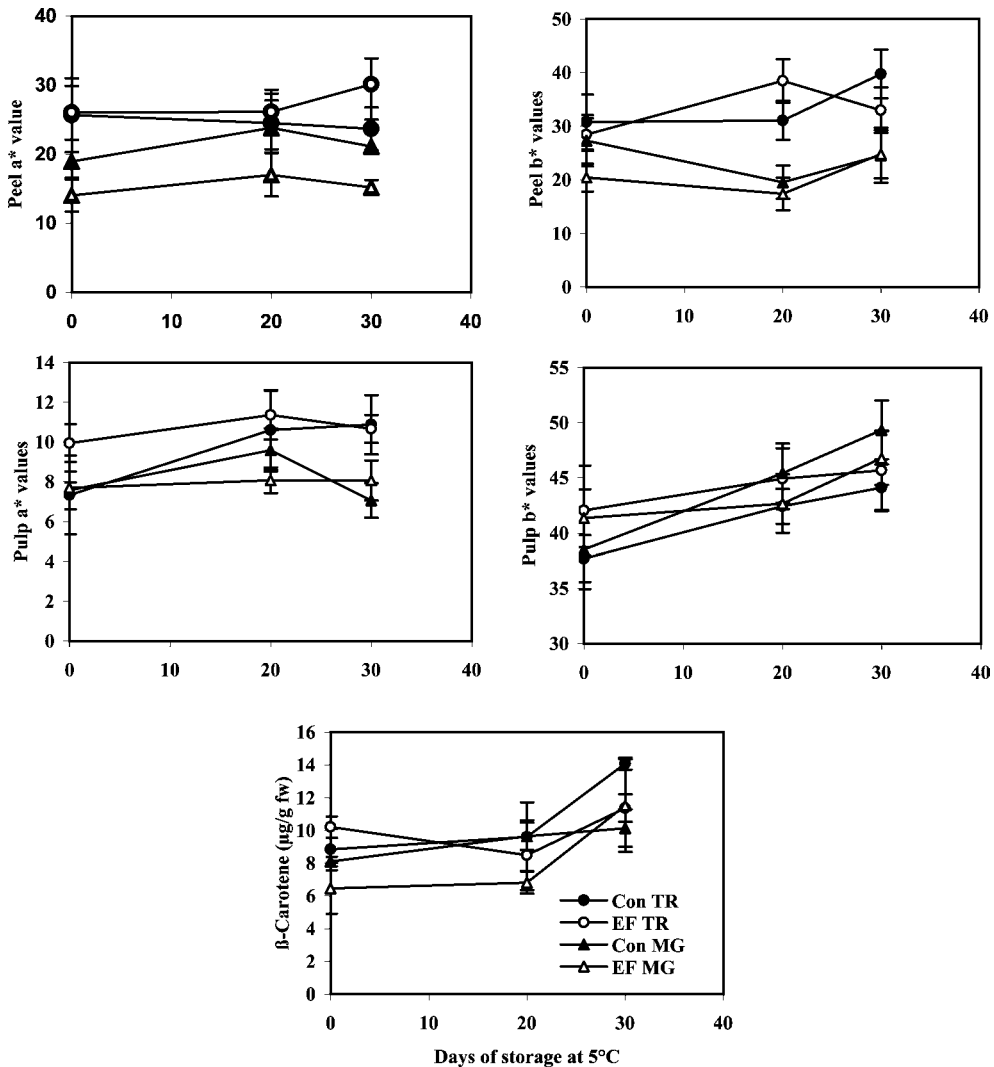 40
30
20
10
0
Peel a* value
0 10 20 30 40
50
40
30
20
10
0
Peel b* values
0 10 20 30 40
14
12
10
8
6
4
2
0
Pulp a* values
0 10 20 30 40
55
50
45
40
35
30
Pulp b* values
0 10 20 30 40
16
14
12
10
8
6
4
2
0
ß-Carotene (µg/g fw)
Con TR
EF TR
Con MG
EF MG
0 10 20 30 40
Days of storage at 5°C